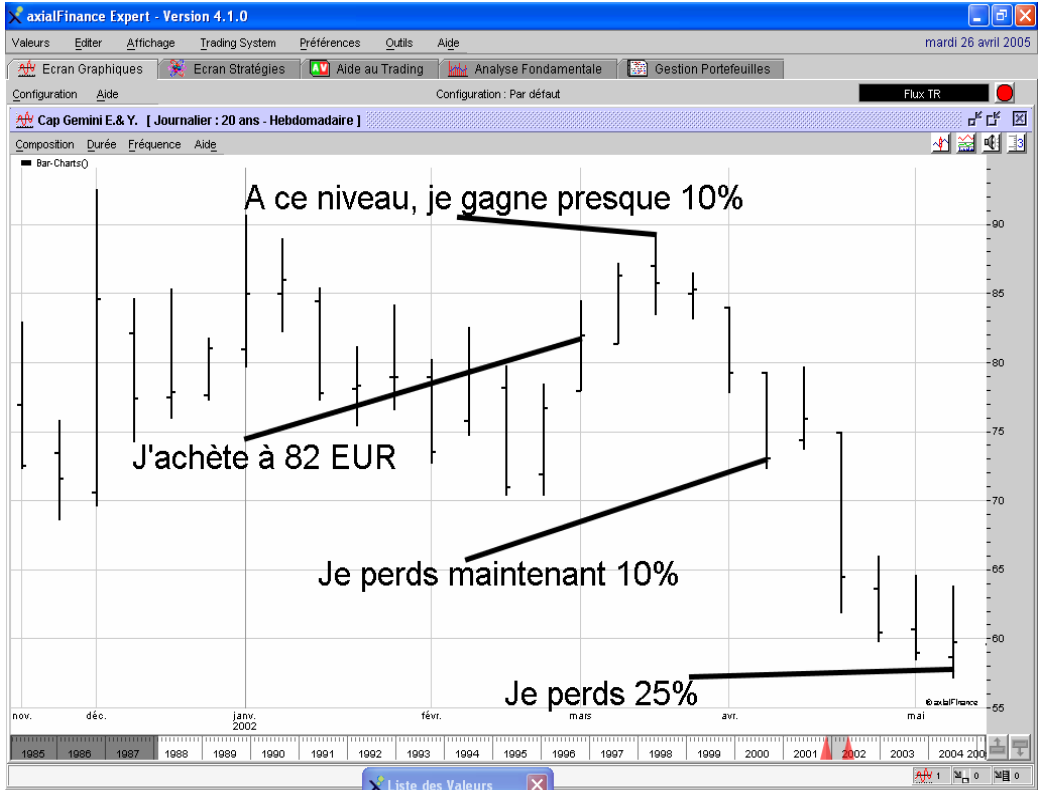 axialFinance Expert - Version 4.1.0
Valeurs Editer Affichage Trading System Préférences Outils Aide mardi 26 avril 2005
Ecran Graphiques Ecran Stratégies Aide au Trading Analyse Fondamentale Gestion Portefeuilles
Configuration Aide Configuration : Par défaut Flux TR
Cap Gemini E.& Y. [ Journalier : 20 ans - Hebdomadaire ]
Composition Durée Fréquence Aide
Bar-Charts()
A ce niveau, je gagne presque 10%
90
85
80
J'achète à 82 EUR
75
70
Je perds maintenant 10%
65
60
Je perds 25%
©axialFinance
55
nov. déc. janv. févr. mars avr. mai
2002
1985 1986 1987 1988 1989 1990 1991 1992 1993 1994 1995 1996 1997 1998 1999 2000 2001 2002 2003 2004 200
1 0 0
Liste des Valeurs